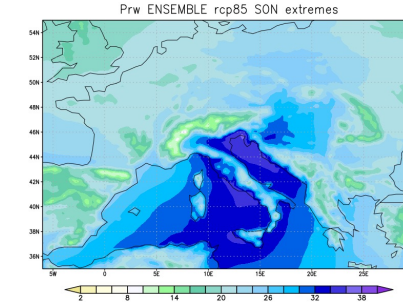 Prw ENSEMBLE rcp85 SON extremes
54N
52N
50N
48N
46N
44N
42N
40N
38N
36N
5W 0 5E 10E 15E 20E 25E
2 8 14 20 26 32 38